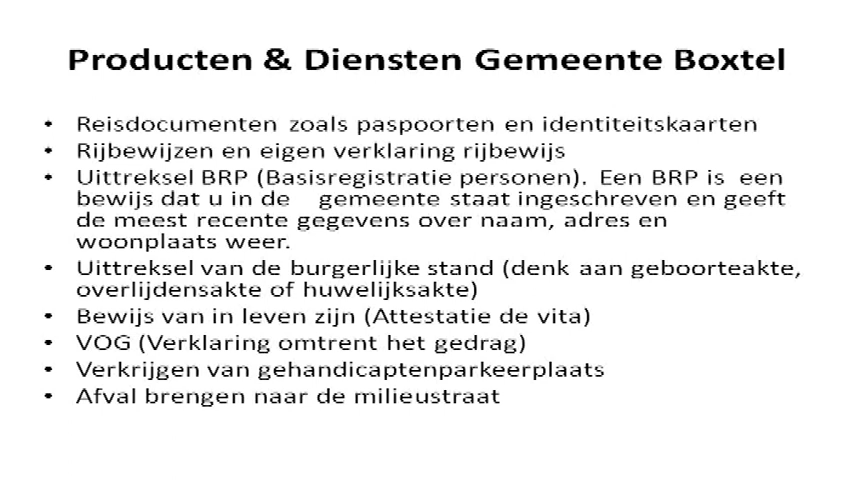 Producten & Diensten Gemeente Boxtel
• Reisdocumenten zoals paspoorten en identiteitskaarten
• Rijbewijzen en eigen verklaring rijbewijs
• Uittreksel BRP (Basisregistratie personen). Een BRP is een
bewijs dat u in de gemeente staat ingeschreven en geeft
de meest recente gegevens over naam, adres en
woonplaats weer.
• Uittreksel van de burgerlijke stand (denk aan geboorteakte,
overlijdensakte of huwelijksakte)
• Bewijs van in leven zijn (Attestatie de vita)
• VOG (Verklaring omtrent het gedrag)
• Verkrijgen van gehandicaptenparkeerplaats
• Afval brengen naar de milieustraat